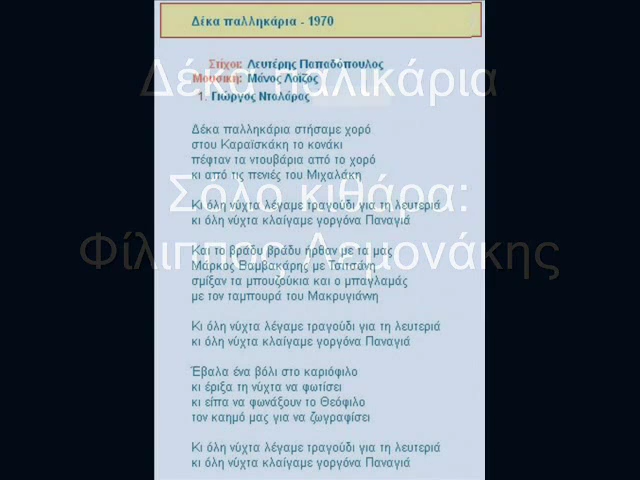 Δέκα παλληκάρια - 1970
Στίχοι: Λευτέρης Παπαδόπουλος
Μουσική: Μάνος Λοϊζος
1. Γιώργος Νταλάρας
Δέκα παλικάρια
Δέκα παλληκάρια στήσαμε χορό
στου Καραϊσκάκη το κονάκι
πέφταν τα ντουβάρια από το χορό
κι από τις πενιές του Μιχαλάκη
Σόλο κιθάρα:
Κι όλη νύχτα λέγαμε τραγούδι για τη λευτεριά
κι όλη νύχτα κλαίγαμε γοργόνα Παναγιά
Φίλιππος Λεμονάκης
Και το βράδυ βράδυ ήρθαν με τα μας
Μάρκος Βαμβακάρης με Τσιτσάνη
σμίξαν τα μπουζούκια και ο μπαγλαμάς
με τον ταμπουρά του Μακρυγιάννη
Κι όλη νύχτα λέγαμε τραγούδι για τη λευτεριά
κι όλη νύχτα κλαίγαμε γοργόνα Παναγιά
Έβαλα ένα βόλι στο καριόφιλο
κι έριξα τη νύχτα να φωτίσει
κι είπα να φωνάξουν το Θεόφιλο
τον καημό μας για να ζωγραφίσει
Κι όλη νύχτα λέγαμε τραγούδι για τη λευτεριά
κι όλη νύχτα κλαίγαμε γοργόνα Παναγιά